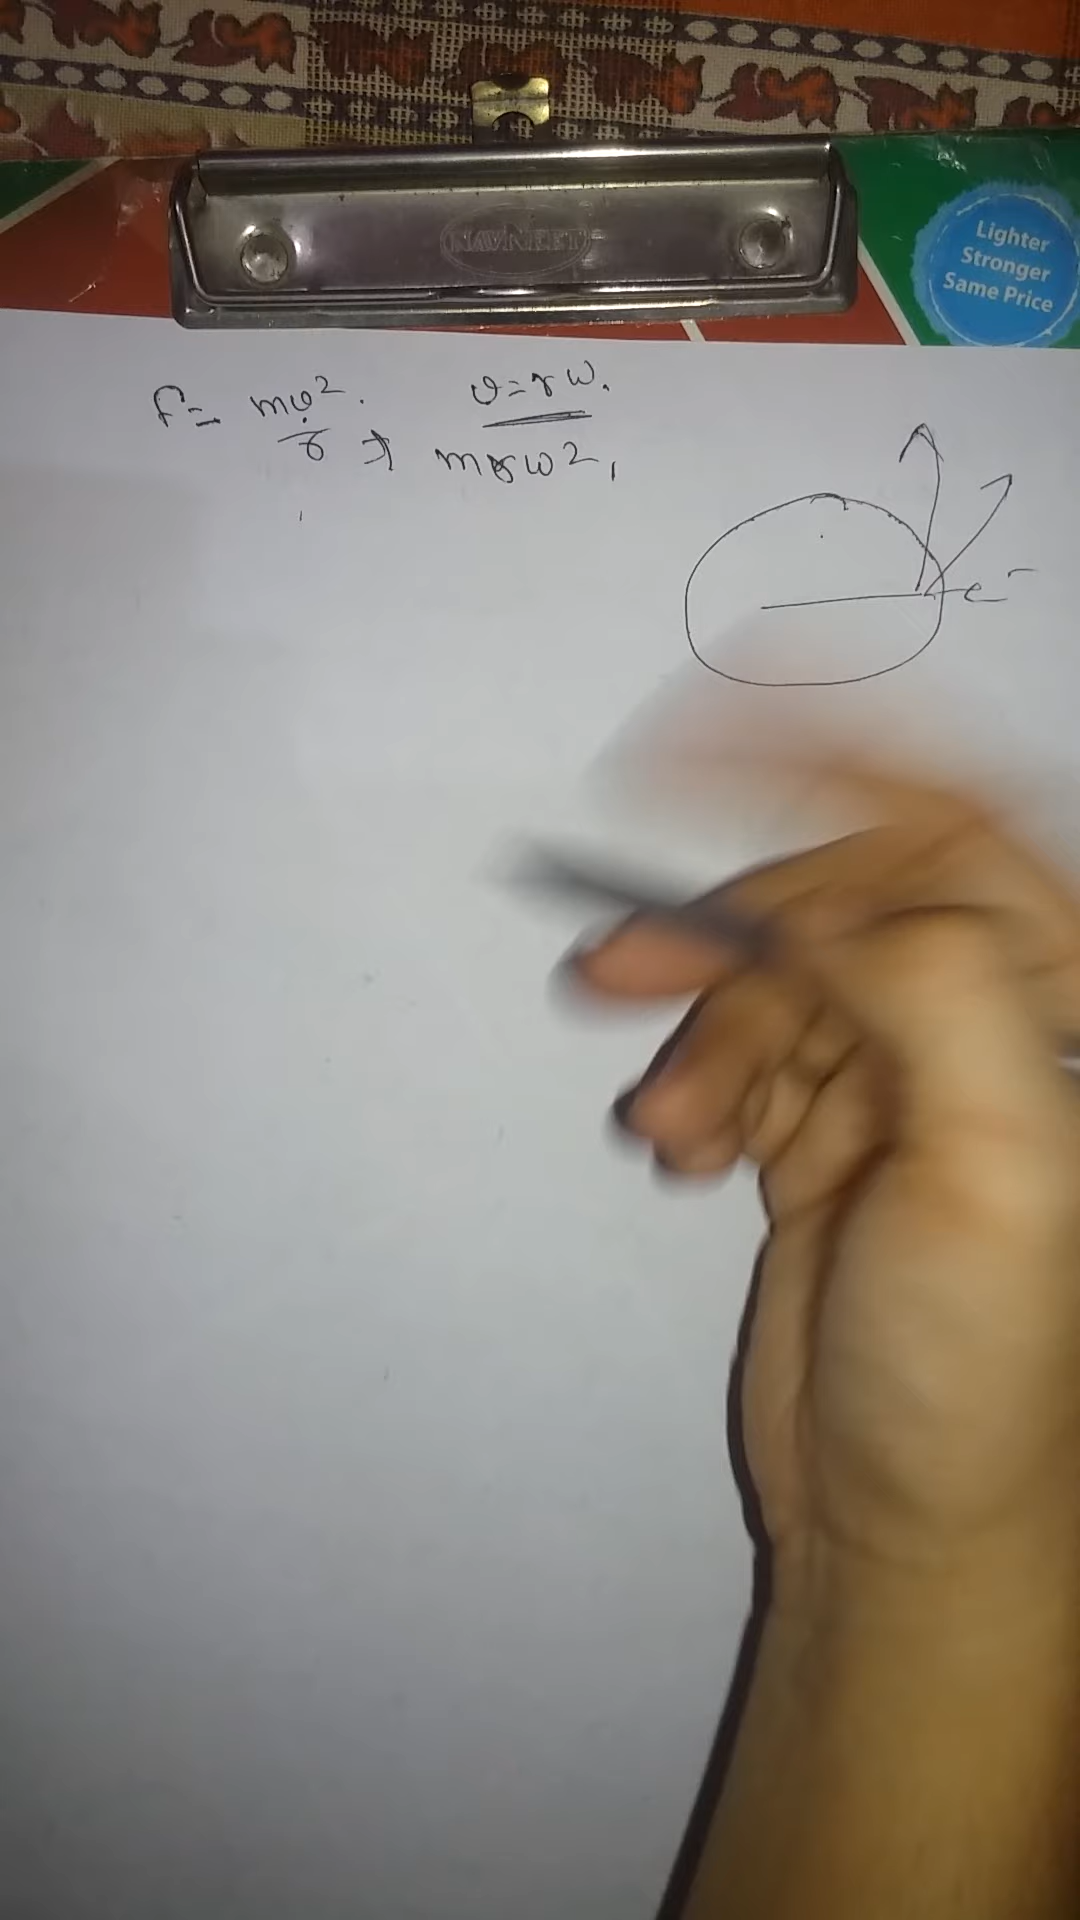 NAVNEET
Lighter
Stronger
Same Price
F = mv²/r → mrω²,
v = rω.
e⁻